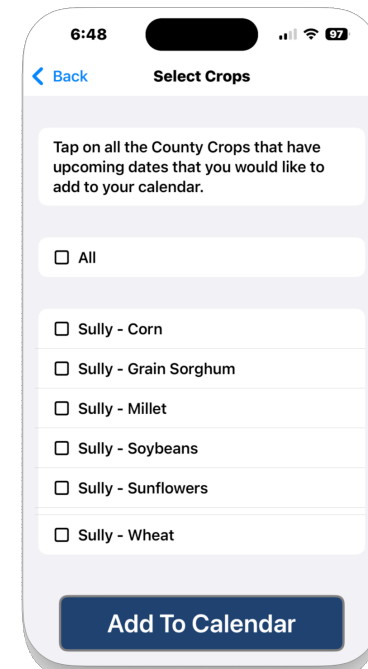 6:48
97
Back
Select Crops
Tap on all the County Crops that have
upcoming dates that you would like to
add to your calendar.
All
Sully - Corn
Sully - Grain Sorghum
Sully - Millet
Sully - Soybeans
Sully - Sunflowers
Sully - Wheat
Add To Calendar